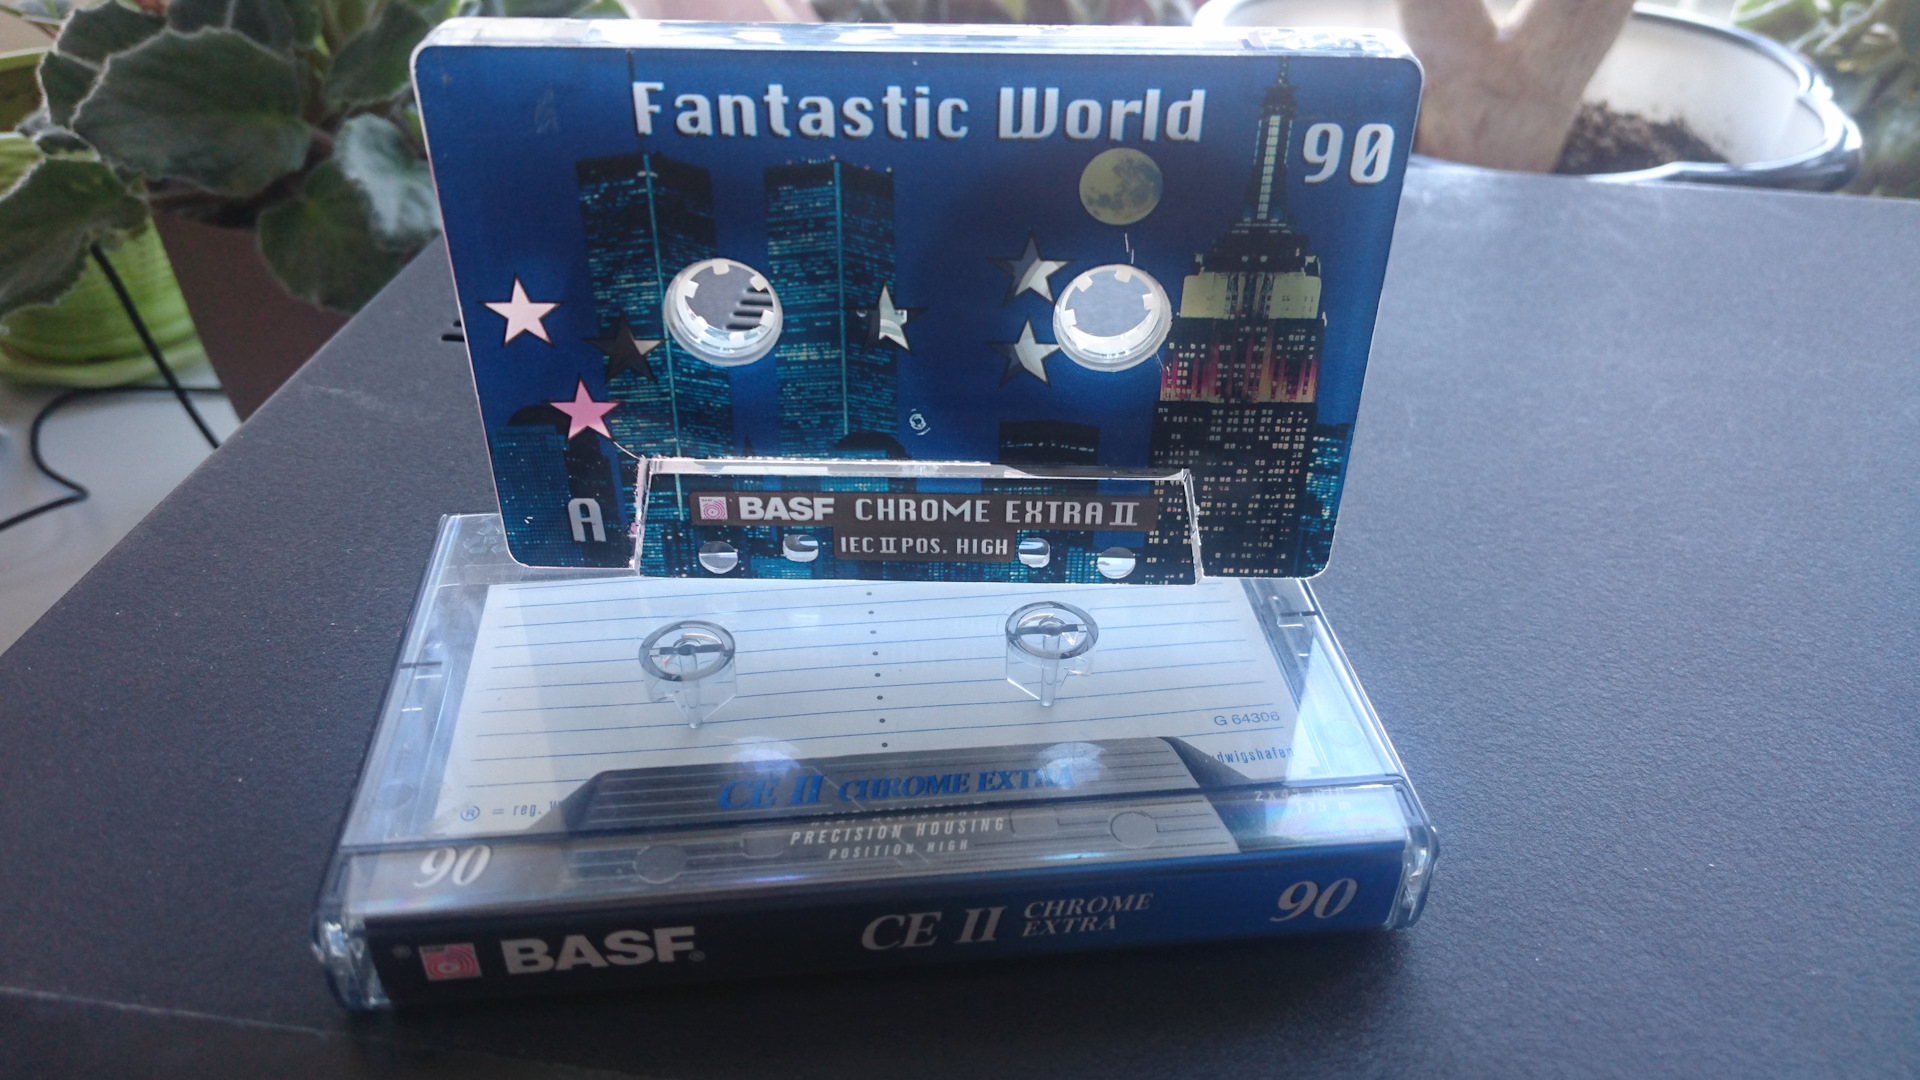 Fantastic World
90
A
BASF CHROME EXTRA II
IEC II POS. HIGH
G 64306
® = reg.
CE II CHROME EXTRA
PRECISION HOUSING
POSITION HIGH
90
BASF®
CE II CHROME
EXTRA
90